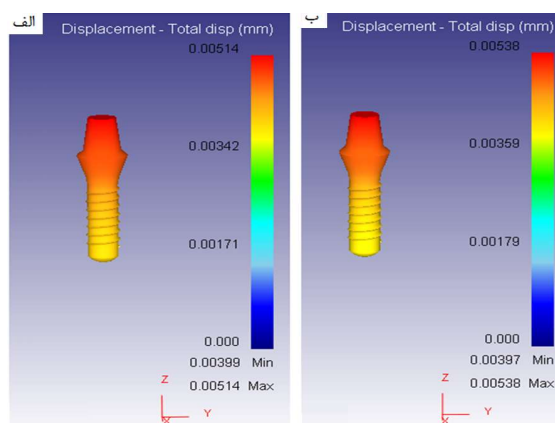 الف
Displacement - Total disp (mm)
0.00514
0.00342
0.00171
0.000
0.00399 Min
0.00514 Max
Z
X
Y
ب
Displacement - Total disp (mm)
0.00538
0.00359
0.00179
0.000
0.00397 Min
0.00538 Max
Z
X
Y